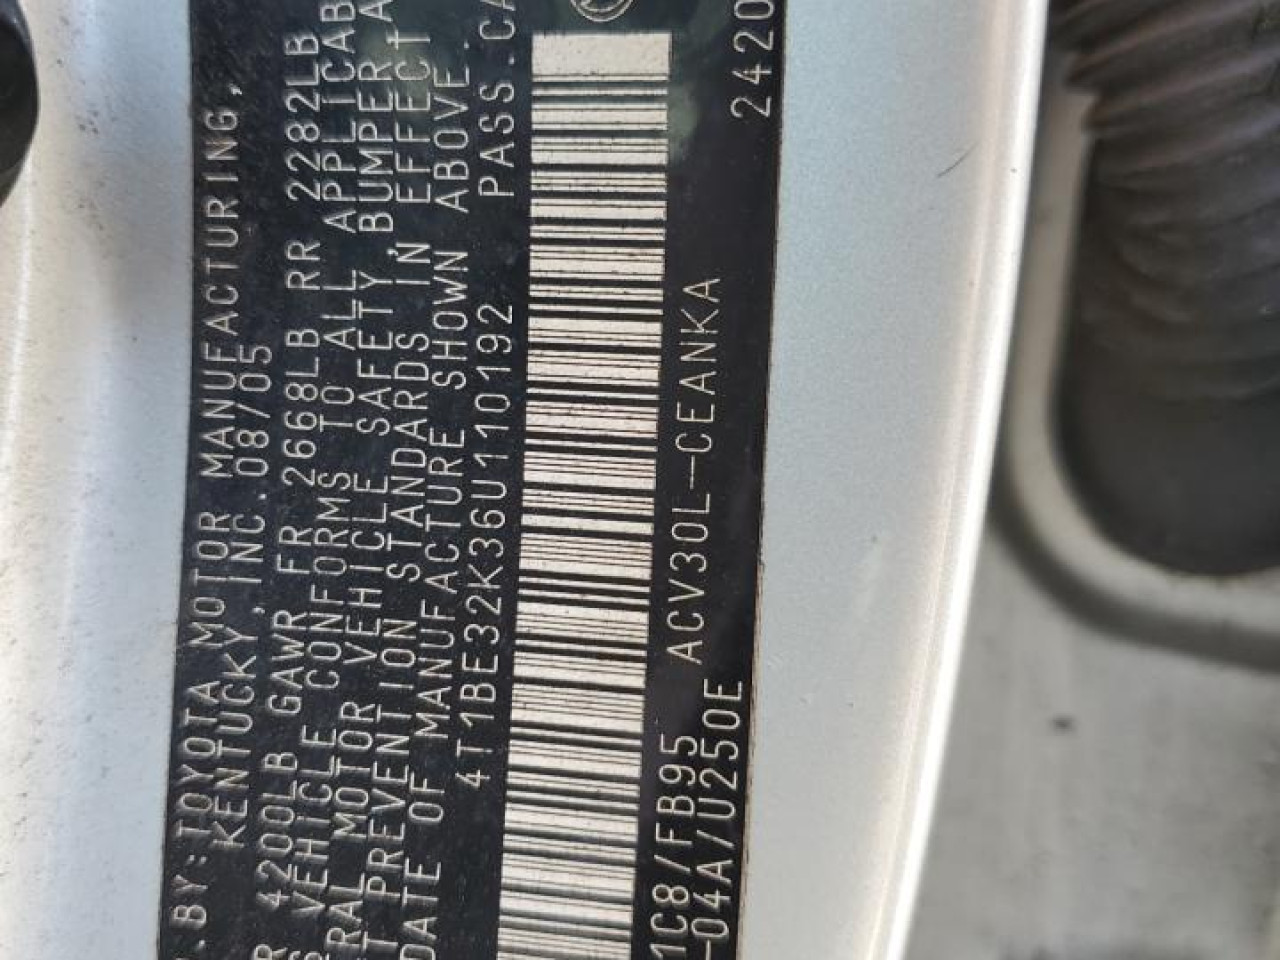 .BY:TOYOTA MOTOR MANUFACTURING,
KENTUCKY,INC.08/05
R 4200LB GAWR FR 2668LB RR 2282LB
S VEHICLE CONFORMS TO ALL APPLICAB
ERAL MOTOR VEHICLE SAFETY,BUMPER A
T PREVENTION STANDARDS IN EFFECT
DATE OF MANUFACTURE SHOWN ABOVE.
4T1BE32K36U110192 PASS.CA
1C8/FB95 ACV30L-CEANKA
-04A/U250E 2420